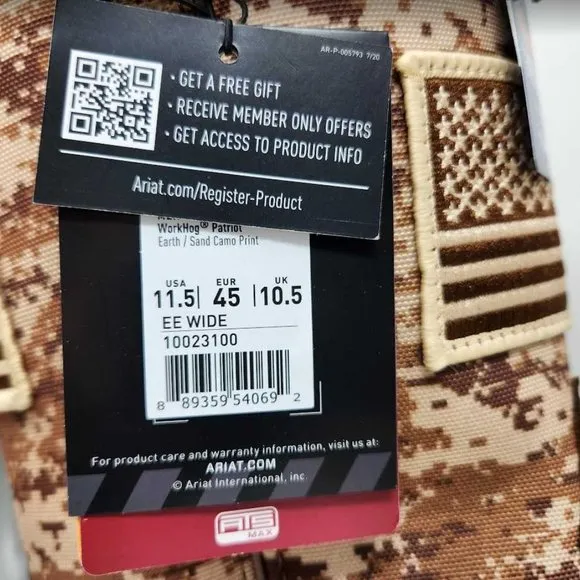 AR-P-005793 7/20
· GET A FREE GIFT
· RECEIVE MEMBER ONLY OFFERS
· GET ACCESS TO PRODUCT INFO
Ariat.com/Register-Product
WorkHog® Patriot
Earth / Sand Camo Print
USA EUR UK
11.5| 45 |10.5
EE WIDE
10023100
8 89359 54069 2
For product care and warranty information, visit us at:
ARIAT.COM
© Ariat International, inc.
ATS
MAX